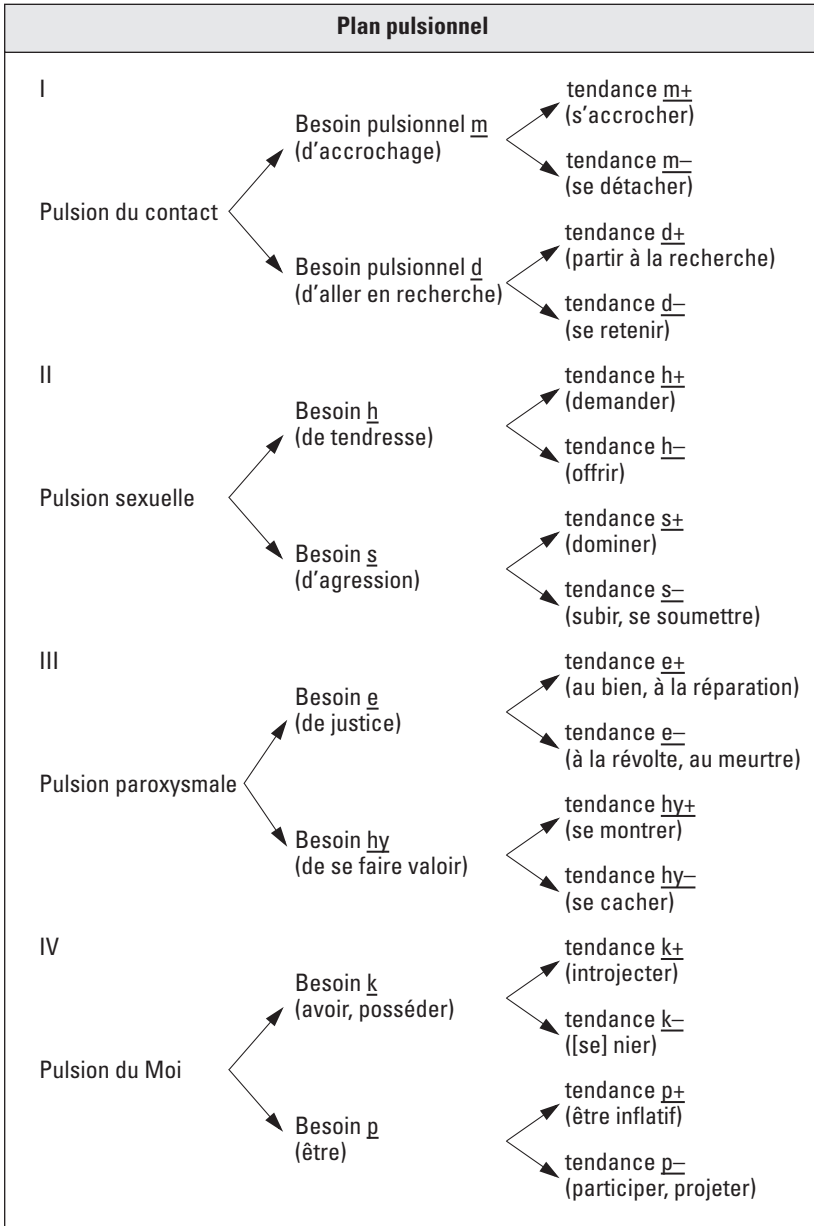 Plan pulsionnel
I
tendance m+
(s'accrocher)
Besoin pulsionnel m
(d'accrochage)
tendance m–
(se détacher)
Pulsion du contact
tendance d+
(partir à la recherche)
Besoin pulsionnel d
(d'aller en recherche)
tendance d–
(se retenir)
II
tendance h+
(demander)
Besoin h
(de tendresse)
tendance h–
(offrir)
Pulsion sexuelle
tendance s+
(dominer)
Besoin s
(d'agression)
tendance s–
(subir, se soumettre)
III
tendance e+
(au bien, à la réparation)
Besoin e
(de justice)
tendance e–
(à la révolte, au meurtre)
Pulsion paroxysmale
tendance hy+
(se montrer)
Besoin hy
(de se faire valoir)
tendance hy–
(se cacher)
IV
tendance k+
(introjecter)
Besoin k
(avoir, posséder)
tendance k–
([se] nier)
Pulsion du Moi
tendance p+
(être inflatif)
Besoin p
(être)
tendance p–
(participer, projeter)